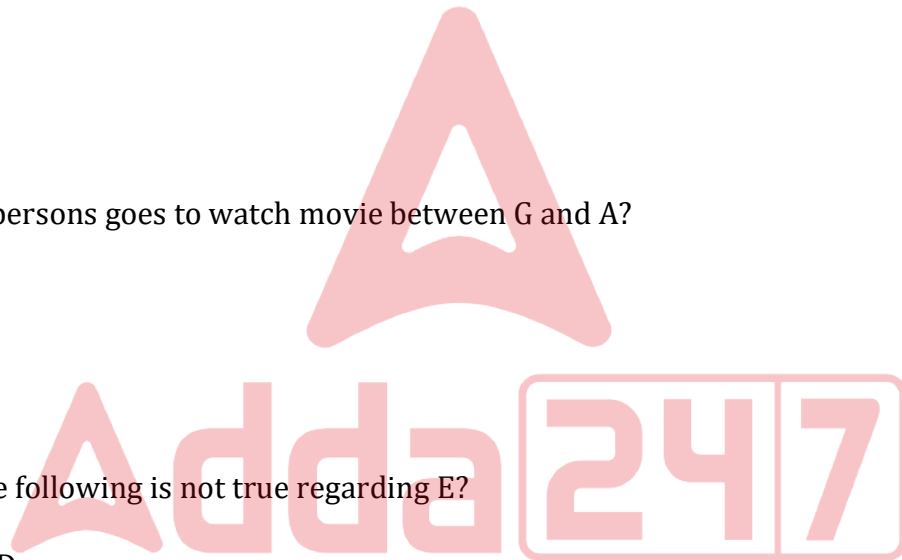 persons goes to watch movie between G and A?
Adda247
e following is not true regarding E?